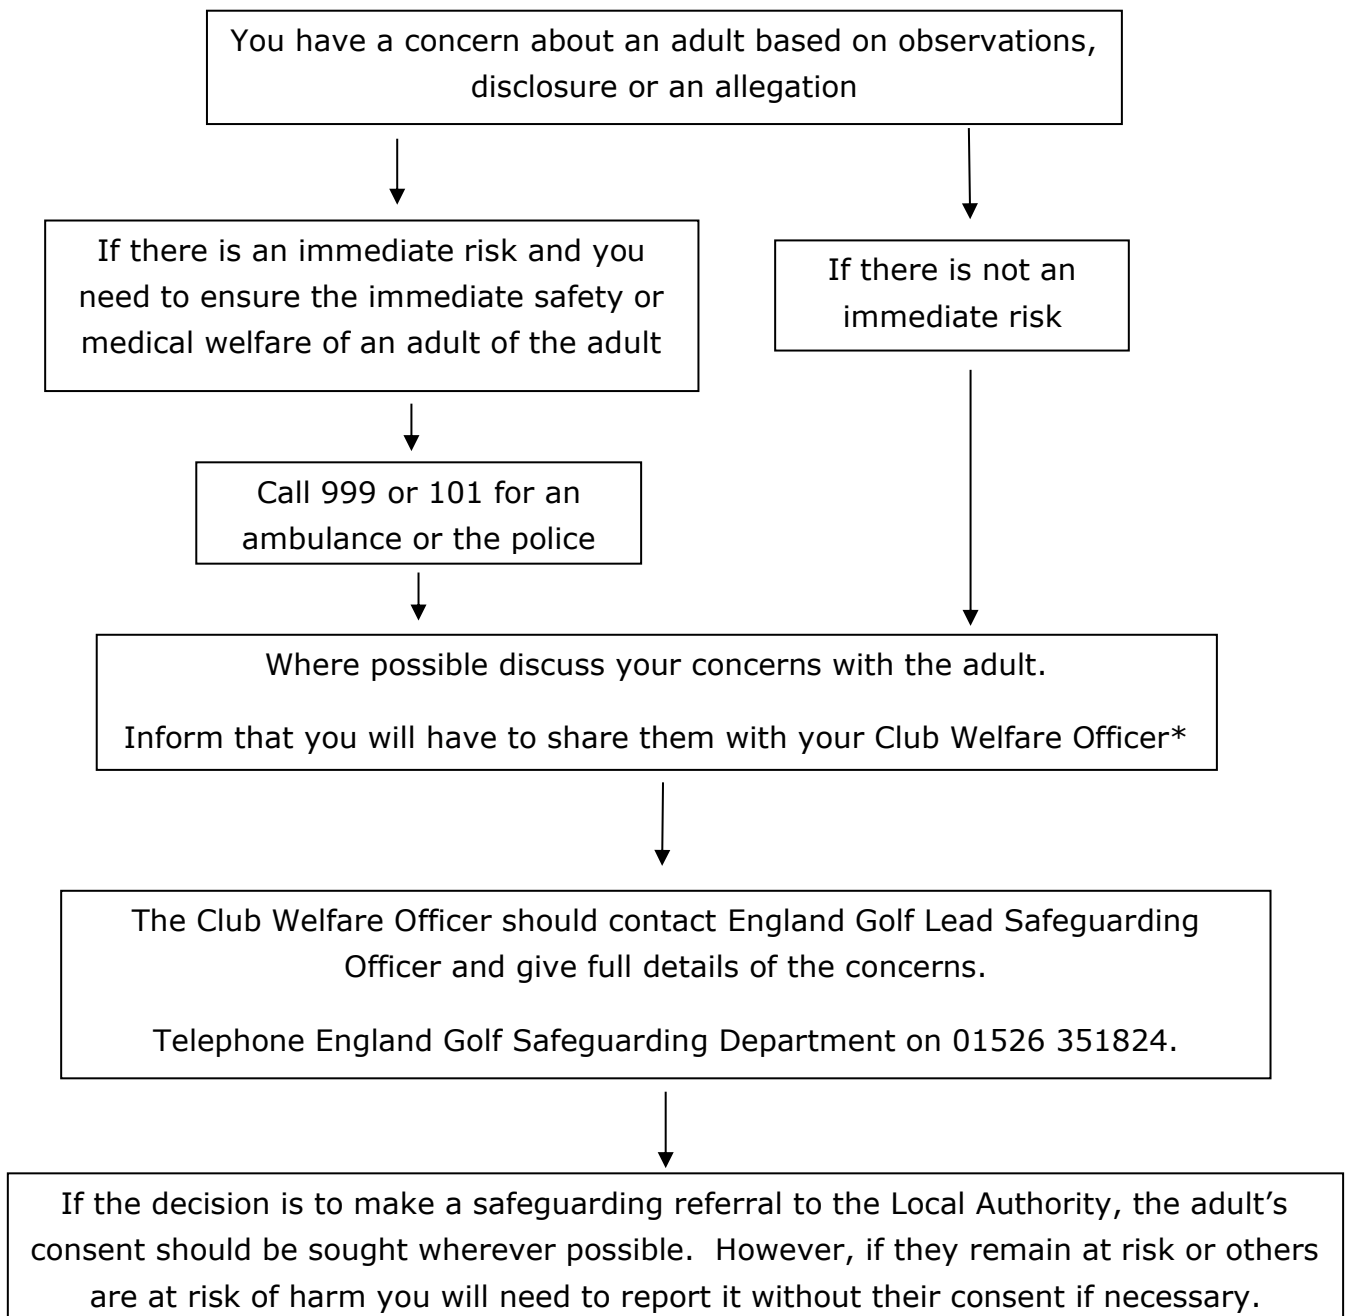 You have a concern about an adult based on observations,
disclosure or an allegation
If there is an immediate risk and you
need to ensure the immediate safety or
medical welfare of an adult of the adult
If there is not an
immediate risk
Call 999 or 101 for an
ambulance or the police
Where possible discuss your concerns with the adult.
Inform that you will have to share them with your Club Welfare Officer*
The Club Welfare Officer should contact England Golf Lead Safeguarding
Officer and give full details of the concerns.
Telephone England Golf Safeguarding Department on 01526 351824.
If the decision is to make a safeguarding referral to the Local Authority, the adult’s
consent should be sought wherever possible.  However, if they remain at risk or others
are at risk of harm you will need to report it without their consent if necessary.